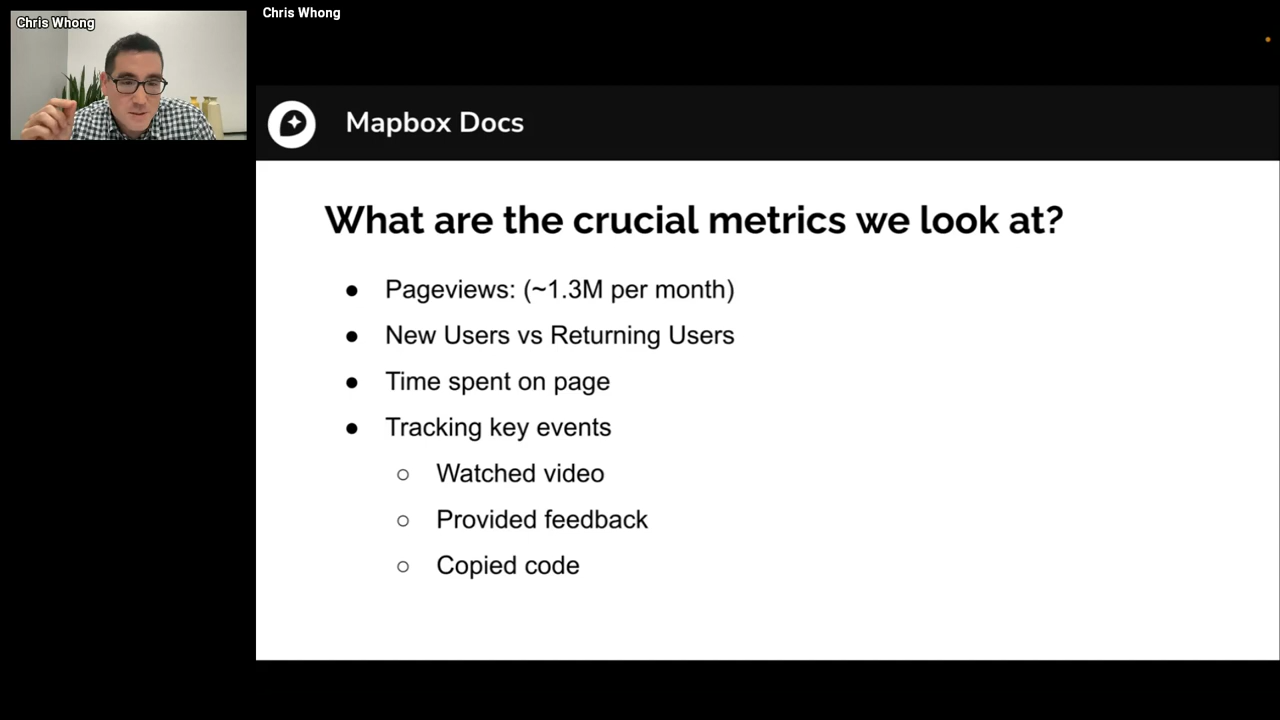 Chris Whong
Chris Whong
Mapbox Docs
What are the crucial metrics we look at?
● Pageviews: (~1.3M per month)
● New Users vs Returning Users
● Time spent on page
● Tracking key events
○ Watched video
○ Provided feedback
○ Copied code